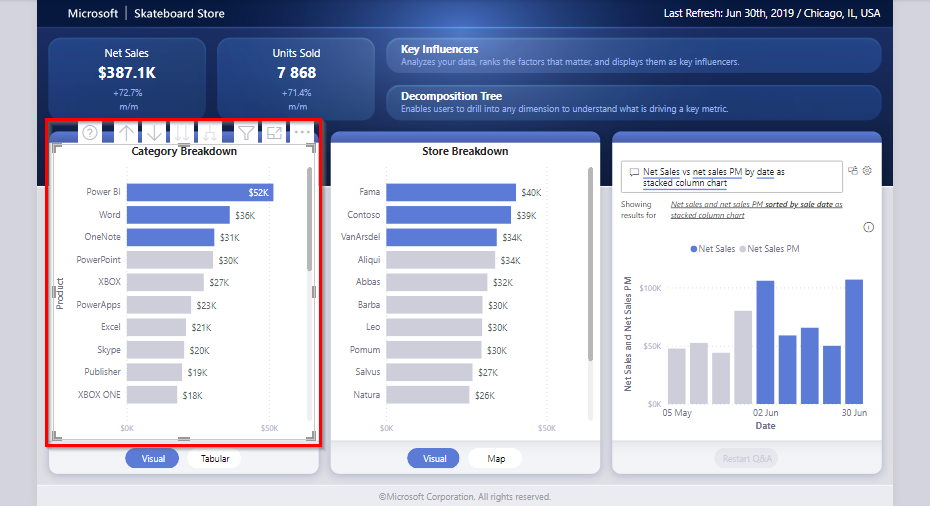 Microsoft | Skateboard Store
Last Refresh: Jun 30th, 2019 / Chicago, IL, USA
Net Sales
$387.1K
+72.7%
m/m
Units Sold
7 868
+71.4%
m/m
Key Influencers
Analyzes your data, ranks the factors that matter, and displays them as key influencers.
Decomposition Tree
Enables users to drill into any dimension to understand what is driving a key metric.
Category Breakdown
Product
Power BI $52K
Word $36K
OneNote $31K
PowerPoint $30K
XBOX $27K
PowerApps $23K
Excel $21K
Skype $20K
Publisher $19K
XBOX ONE $18K
$0K $50K
Visual Tabular
Store Breakdown
Fama $40K
Contoso $39K
VanArsdel $34K
Aliqui $34K
Abbas $32K
Barba $30K
Leo $30K
Pomum $30K
Salvus $27K
Natura $26K
$0K $50K
Visual Map
Net Sales vs net sales PM by date as
stacked column chart
Showing
results for
Net sales and net sales PM sorted by sale date as
stacked column chart
Net Sales Net Sales PM
Net Sales and Net Sales PM
$100K
$50K
$0K
05 May 02 Jun 30 Jun
Date
Restart Q&A
©Microsoft Corporation. All rights reserved.